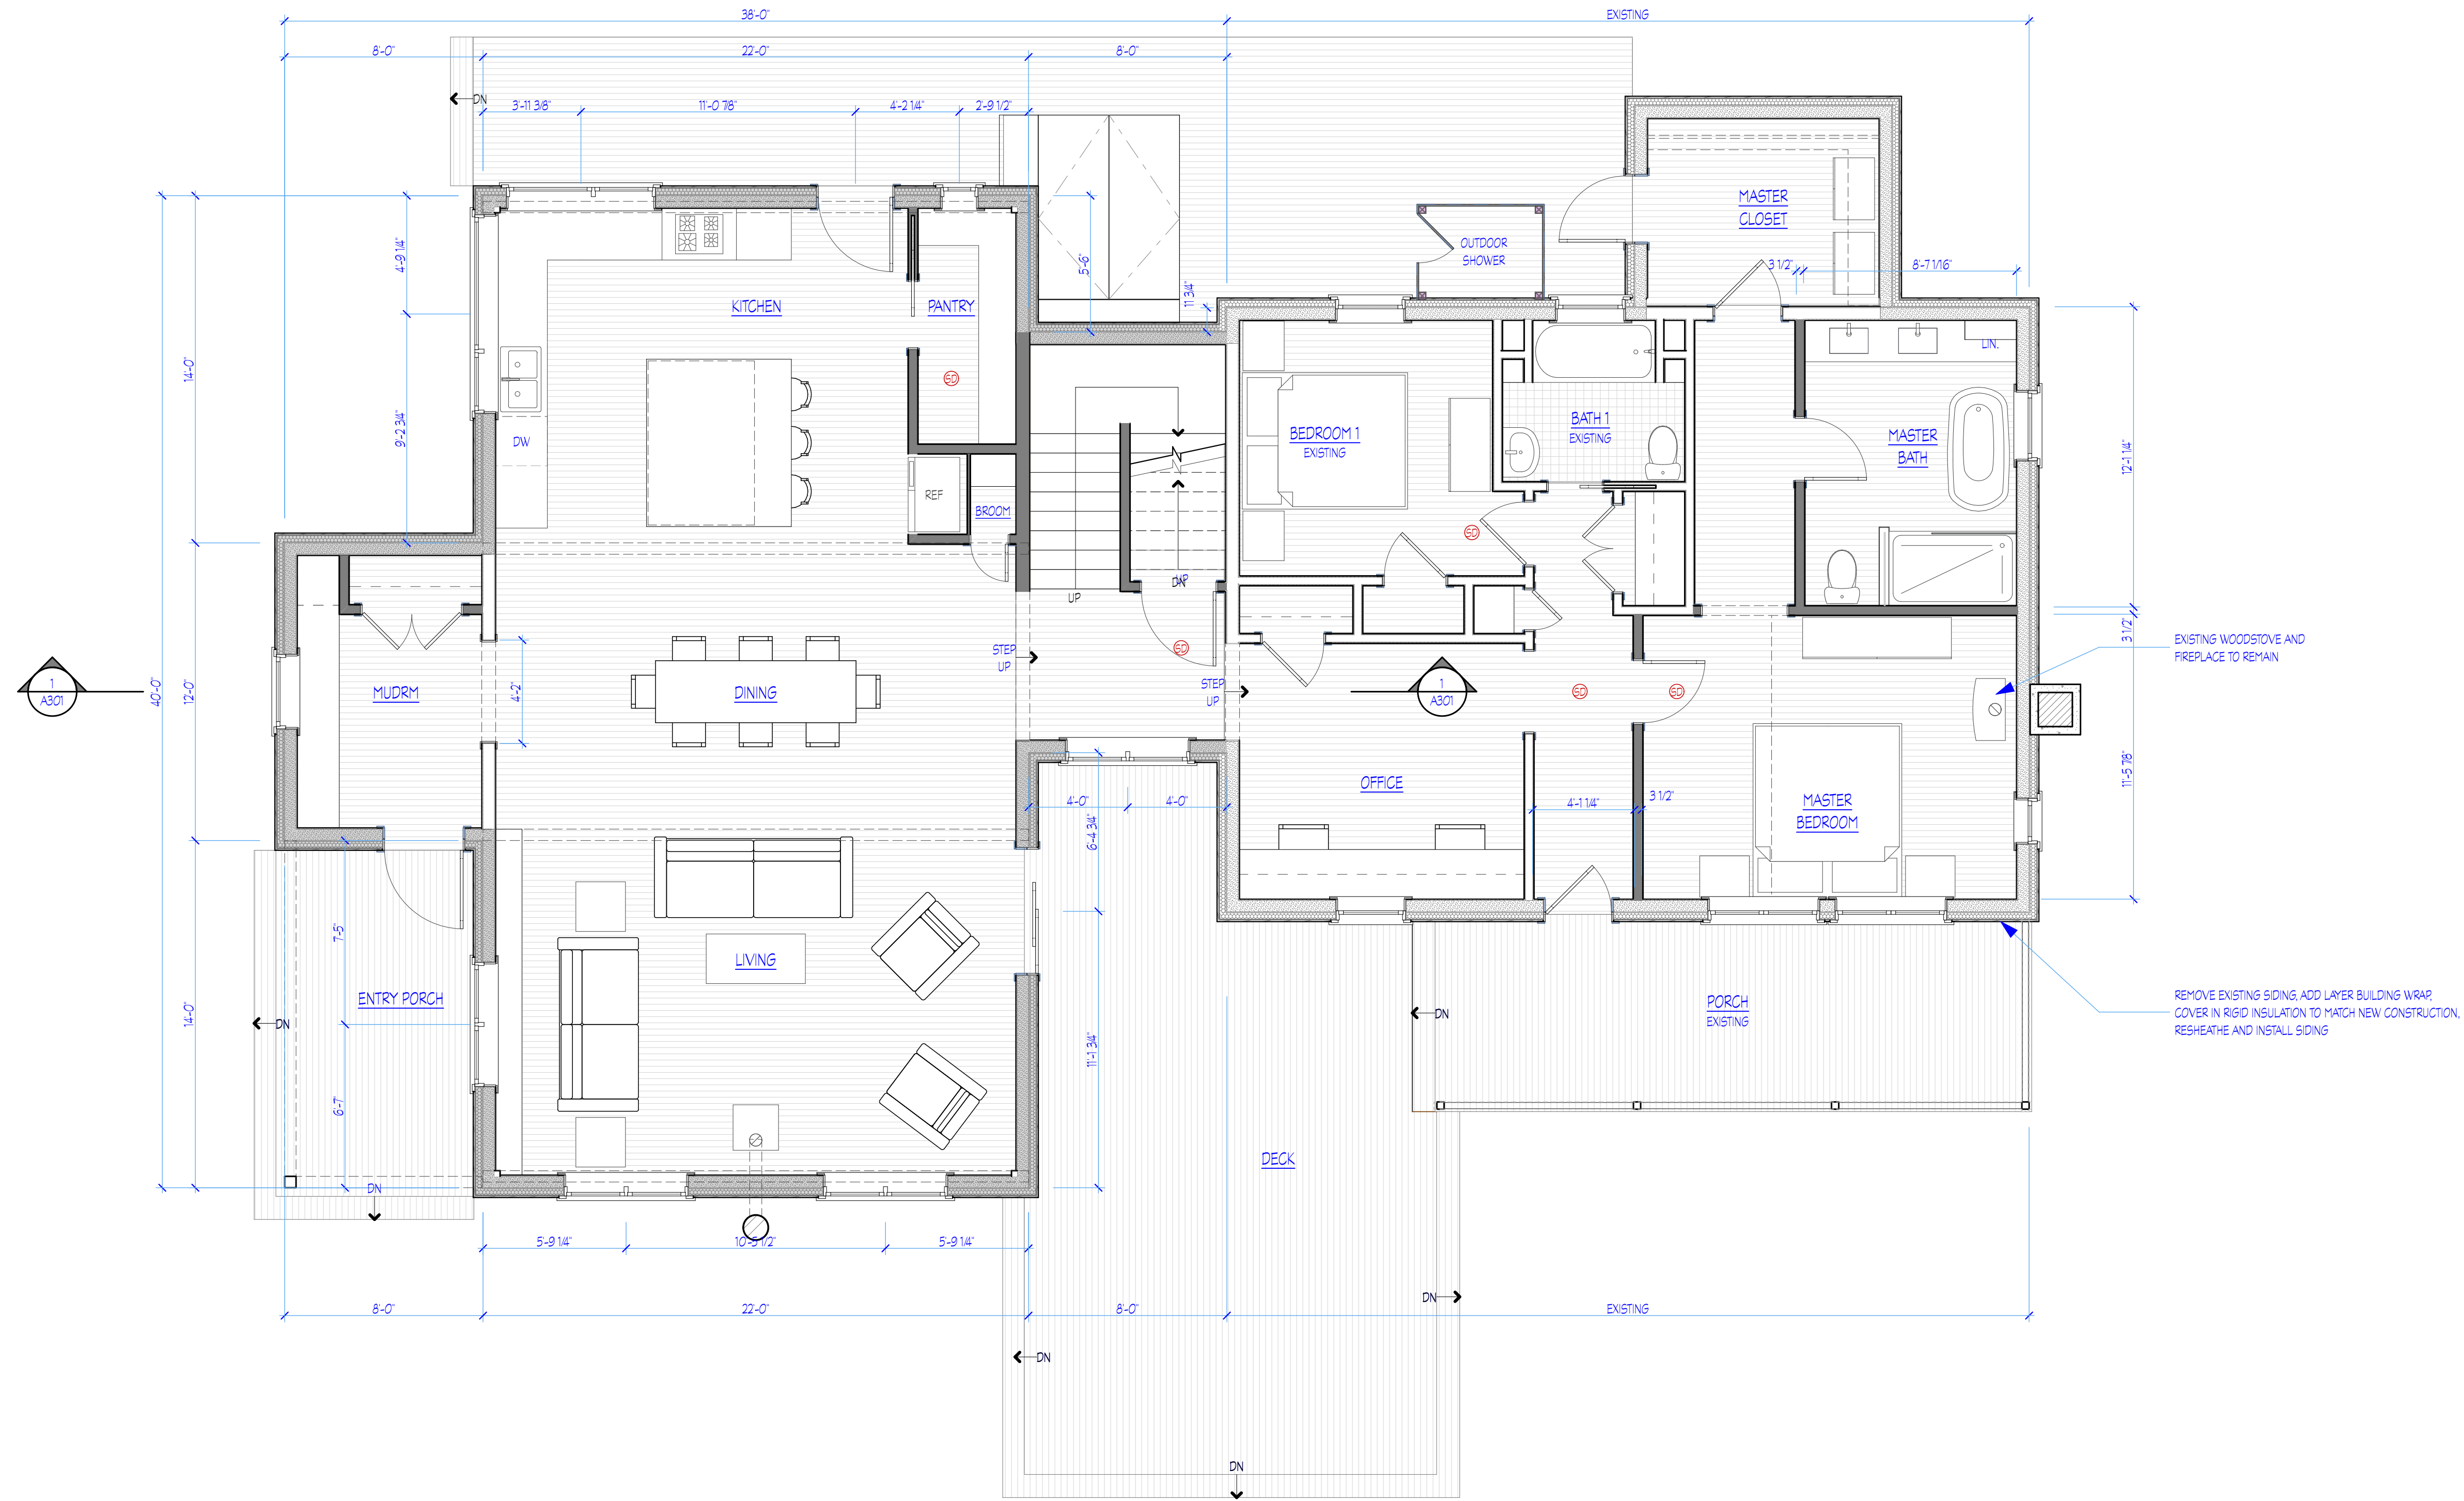 38'-0"
EXISTING
8'-0"
22'-0"
8'-0"
DN
3'-11 3/8"
11'-0 7/8"
4'-2 1/4"
2'-9 1/2"
MASTER
CLOSET
OUTDOOR
SHOWER
4'-9 1/4"
5'-6"
11 3/4"
3 1/2"
8'-7 1/16"
KITCHEN
PANTRY
LIN.
14'-0"
SD
9'-2 3/4"
DW
BEDROOM 1
EXISTING
BATH 1
EXISTING
MASTER
BATH
12'-1 1/4"
REF
BROOM
SD
DN
UP
UP
3 1/2"
EXISTING WOODSTOVE AND
FIREPLACE TO REMAIN
STEP
UP
SD
1
A301
40'-0"
12'-0"
MUDRM
4'-2"
DINING
STEP
UP
1
A301
SD
SD
OFFICE
11'-5 7/8"
4'-0"
4'-0"
6'-4 3/4"
4'-1 1/4"
3 1/2"
MASTER
BEDROOM
7'-5"
LIVING
ENTRY PORCH
DN
14'-0"
6'-7"
11'-1 3/4"
DN
PORCH
EXISTING
REMOVE EXISTING SIDING, ADD LAYER BUILDING WRAP,
COVER IN RIGID INSULATION TO MATCH NEW CONSTRUCTION,
RESHEATHE AND INSTALL SIDING
DECK
DN
5'-9 1/4"
10'-5 1/2"
5'-9 1/4"
DN
8'-0"
22'-0"
8'-0"
EXISTING
DN
DN